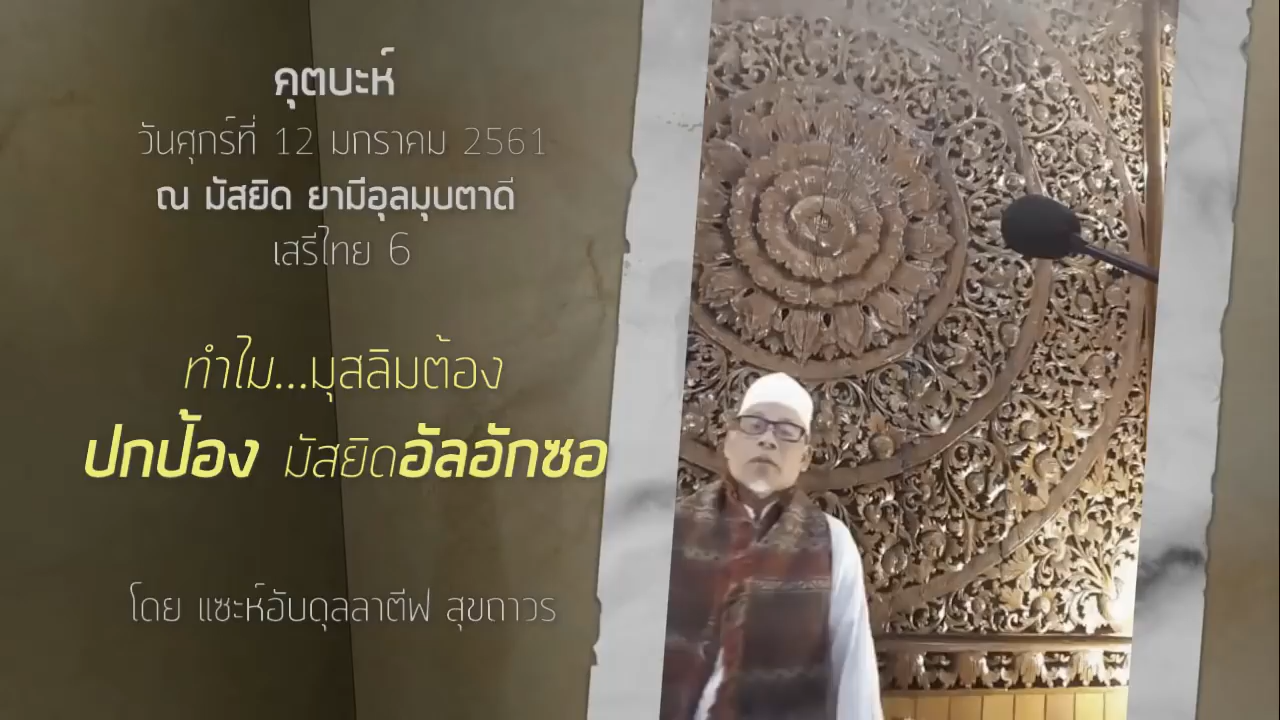 คุตบะห์
วันศุกร์ที่ 12 มกราคม 2561
ณ มัสยิด ยามีอุลมุบตาดี
เสรีไทย 6
ทำไม...มุสลิมต้อง
ปกป้อง มัสยิดอัลอักซอ
โดย แซะห์อับดุลลาตีฟ สุขถาวร